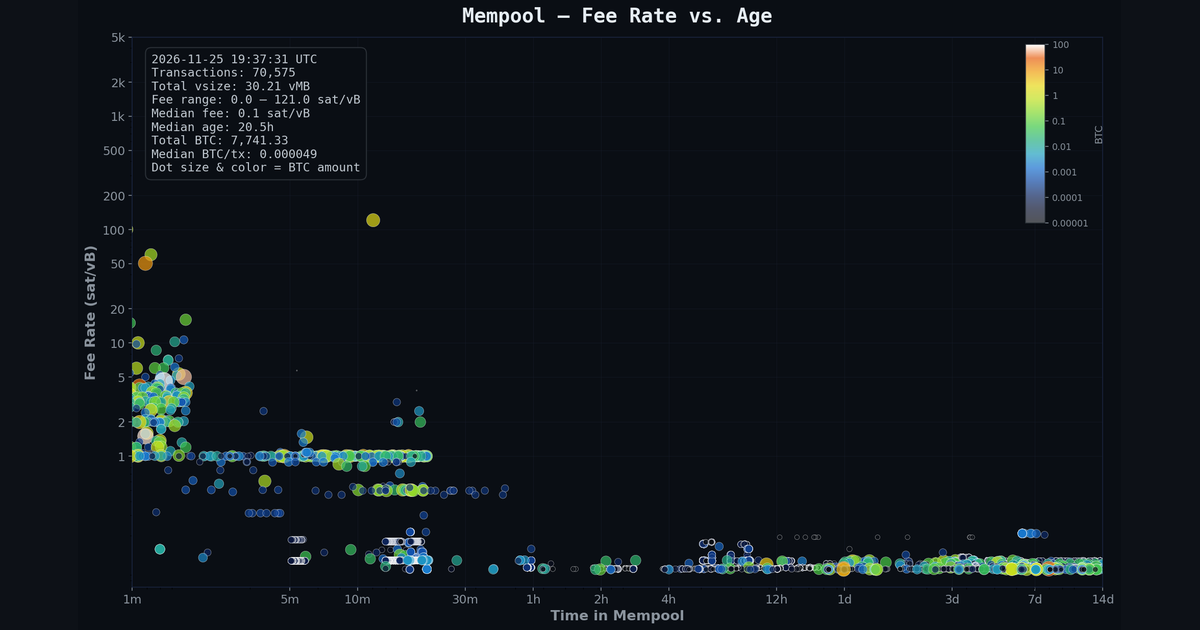 Mempool — Fee Rate vs. Age
2026-11-25 19:37:31 UTC
Transactions: 70,575
Total vsize: 30.21 vMB
Fee range: 0.0 — 121.0 sat/vB
Median fee: 0.1 sat/vB
Median age: 20.5h
Total BTC: 7,741.33
Median BTC/tx: 0.000049
Dot size & color = BTC amount
5k
2k
1k
500
200
100
50
20
10
5
2
1
Fee Rate (sat/vB)
100
10
1
0.1
0.01
0.001
0.0001
0.00001
BTC
1m
5m
10m
30m
1h
2h
4h
12h
1d
3d
7d
14d
Time in Mempool